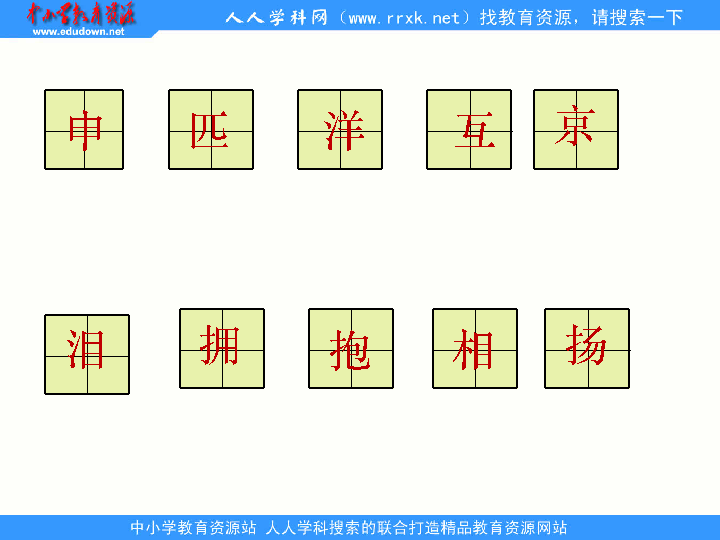 中小学教育资源
www.edudown.net
人人学科网（www.rrxk.net）找教育资源，请搜索一下
申 匹 洋 互 京
泪 拥 抱 相 扬
中小学教育资源站 人人学科搜索的联合打造精品教育资源网站